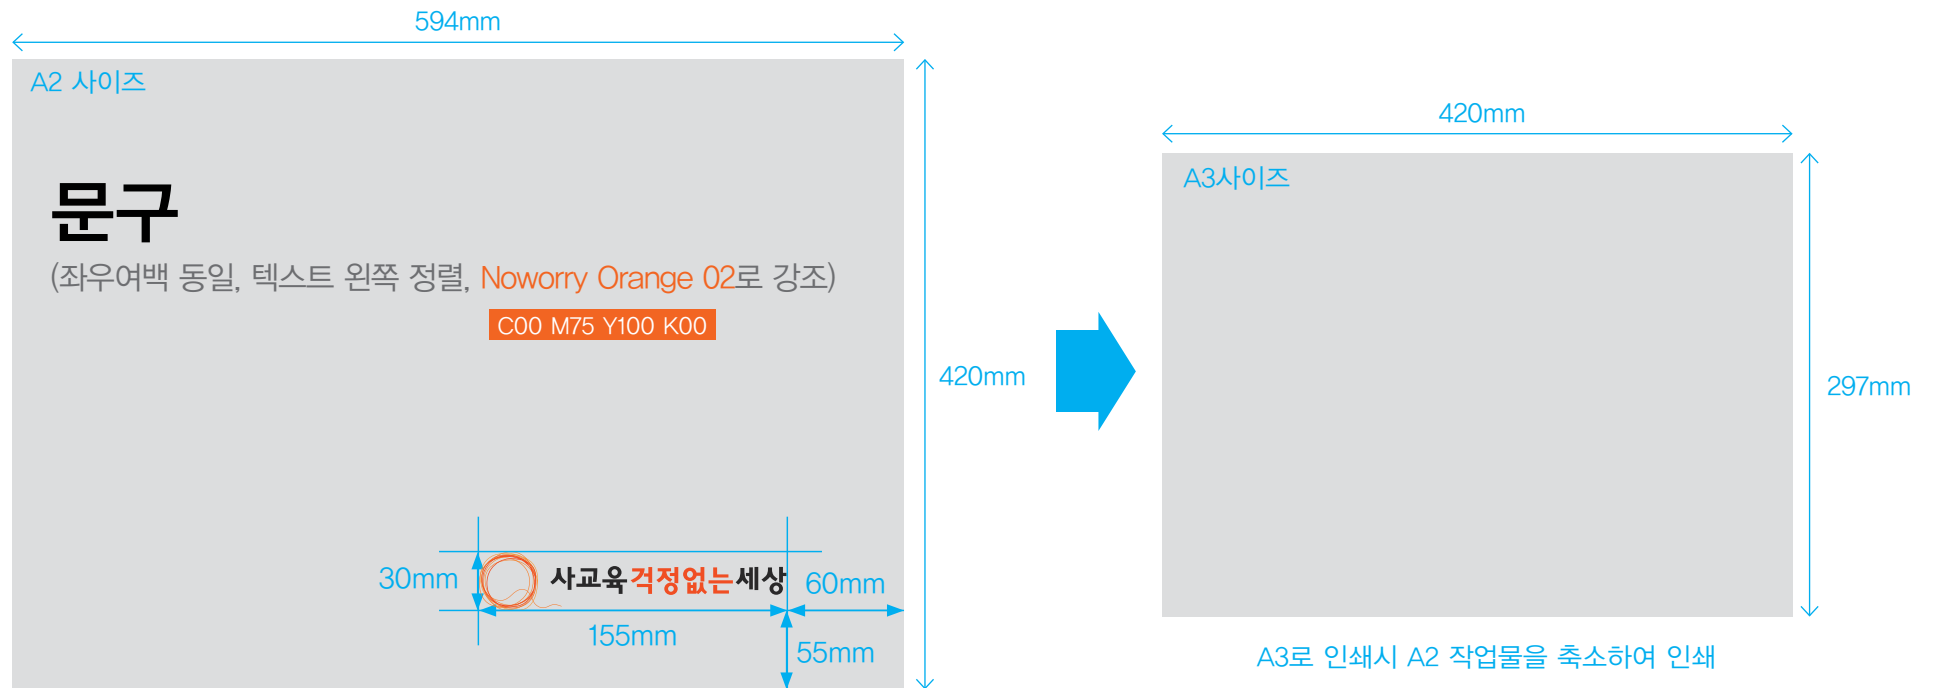 594mm
A2 사이즈
문구
(좌우여백 동일, 텍스트 왼쪽 정렬, Noworry Orange 02로 강조)
C00 M75 Y100 K00
420mm
30mm
사교육걱정없는세상
60mm
155mm
55mm
420mm
A3사이즈
297mm
A3로 인쇄시 A2 작업물을 축소하여 인쇄